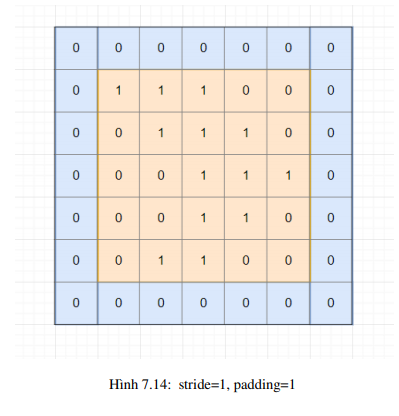 0 0 0 0 0 0 0
0 1 1 1 0 0 0
0 0 1 1 1 0 0
0 0 0 1 1 1 0
0 0 0 1 1 0 0
0 0 1 1 0 0 0
0 0 0 0 0 0 0
Hình 7.14: stride=1, padding=1